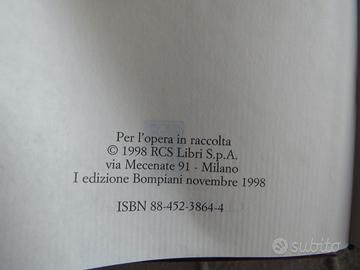 Per l'opera in raccolta
© 1998 RCS Libri S.p.A.
via Mecenate 91 - Milano
I edizione Bompiani novembre 1998
ISBN 88-452-3864-4
subito